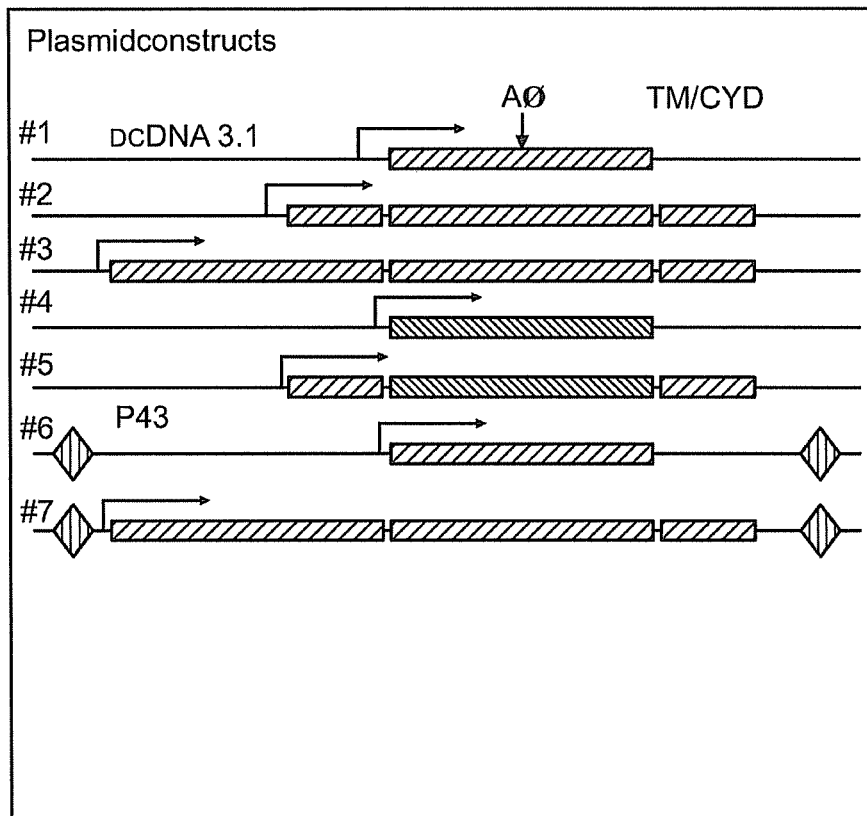 Plasmidconstructs
AØ TM/CYD
#1 DCDNA 3.1
#2
#3
#4
#5
#6 P43
#7